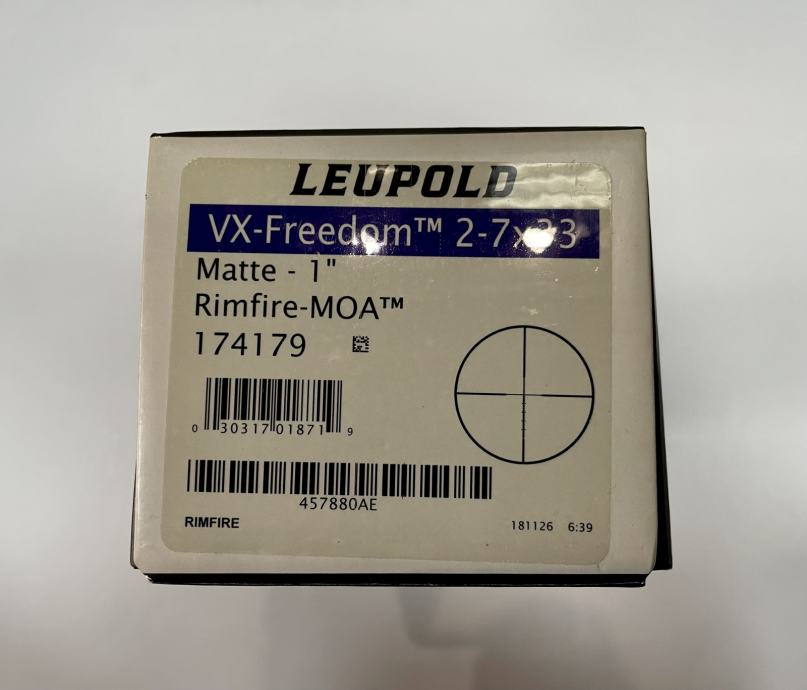 LEUPOLD
VX-Freedom™ 2-7x33
Matte - 1"
Rimfire-MOA™
174179
0 30317 01871 9
457880AE
RIMFIRE
181126 6:39